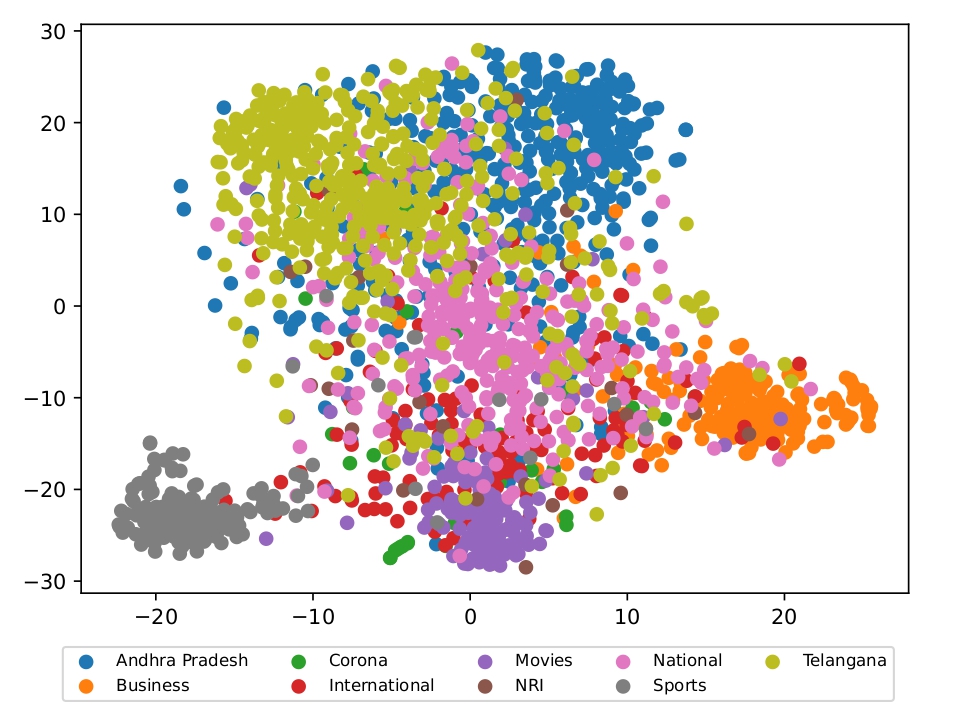 30
20
10
0
−10
−20
−30
−20 −10 0 10 20
Andhra Pradesh Corona Movies National Telangana
Business International NRI Sports